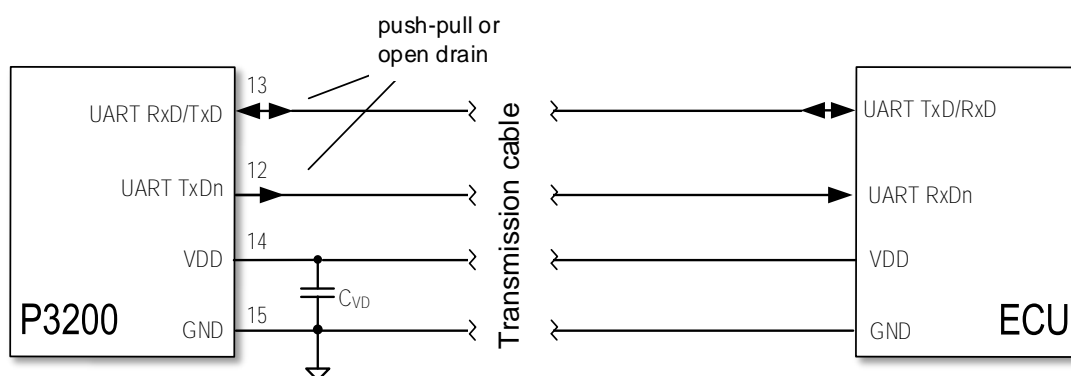 push-pull or
open drain
13
UART RxD/TxD
UART TxD/RxD
12
UART TxDn
UART RxDn
Transmission cable
14
VDD
VDD
CVD
15
P3200
GND
GND
ECU